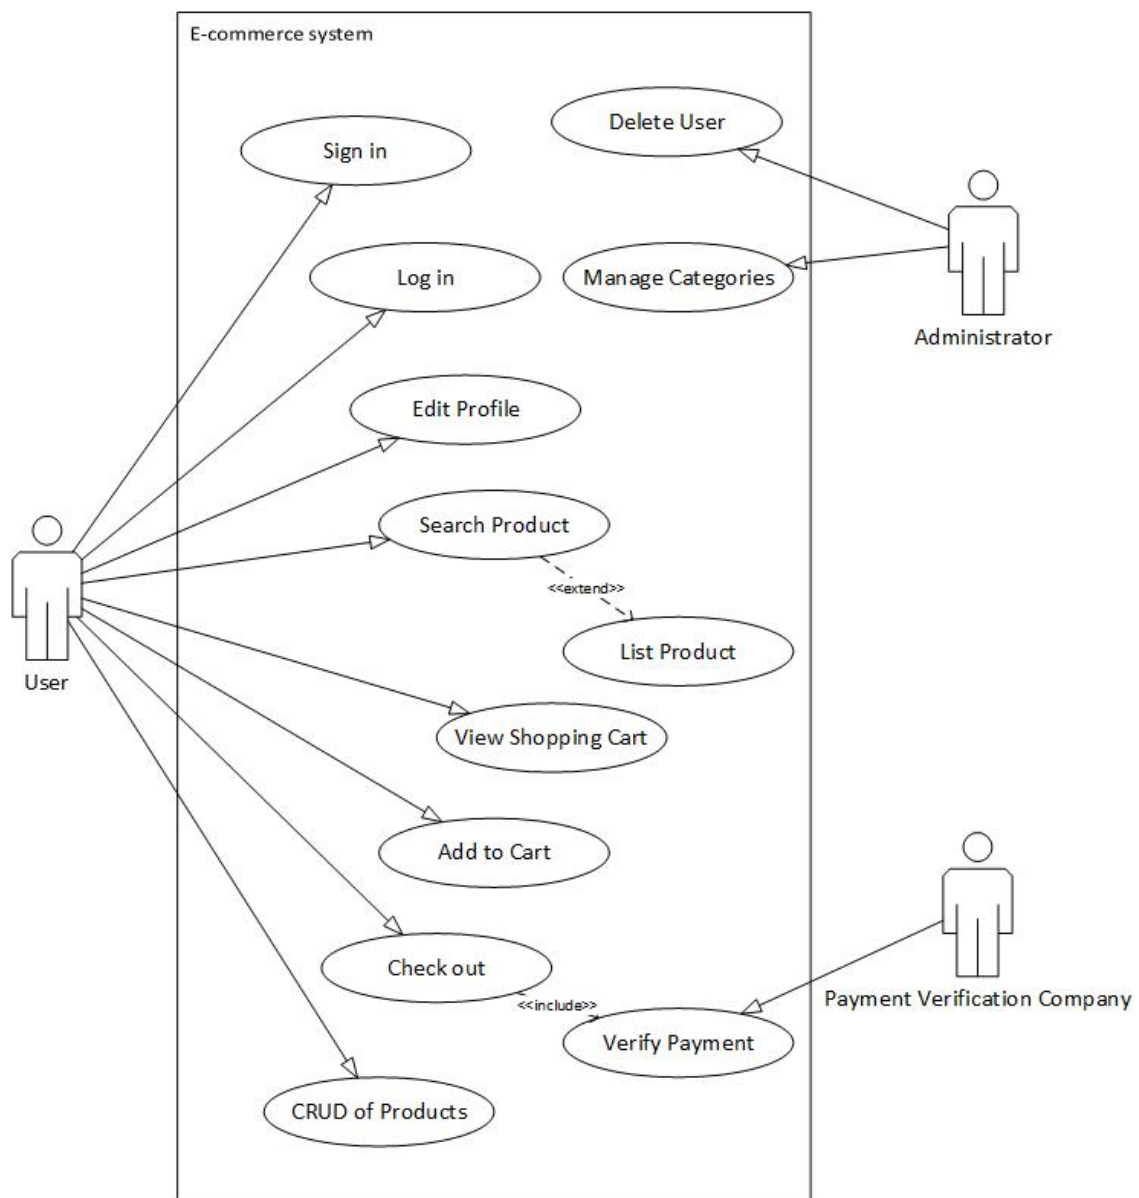 E-commerce system
Delete User
Sign in
Log in
Manage Categories
Administrator
Edit Profile
Search Product
<<extend>>
List Product
User
View Shopping Cart
Add to Cart
Check out
Payment Verification Company
<<include>>
Verify Payment
CRUD of Products